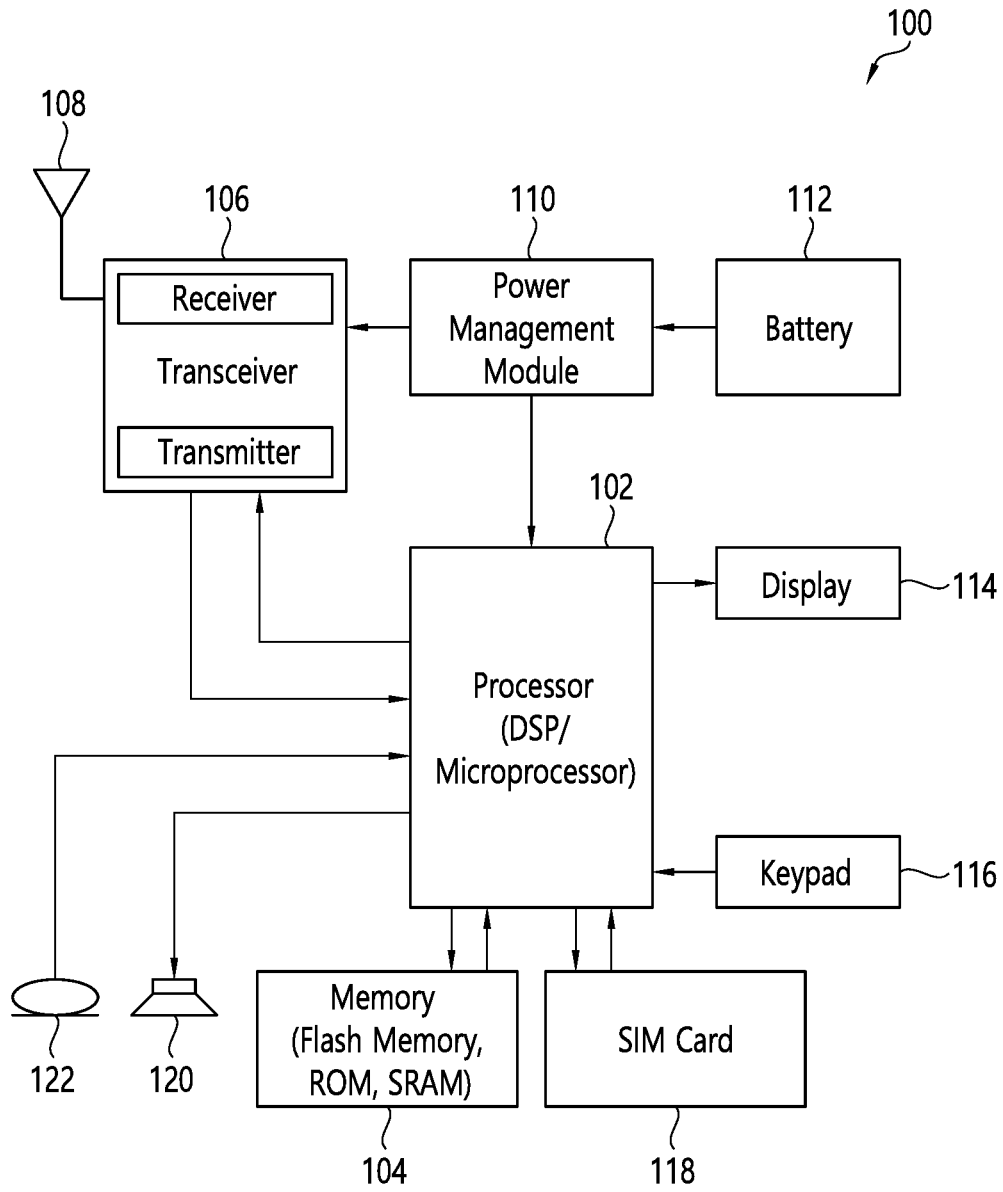 100
108
106
110
112
Receiver
Transceiver
Transmitter
Power
Management
Module
Battery
102
Display
114
Processor
(DSP/
Microprocessor)
Keypad
116
122
120
Memory
(Flash Memory,
ROM, SRAM)
SIM Card
104
118